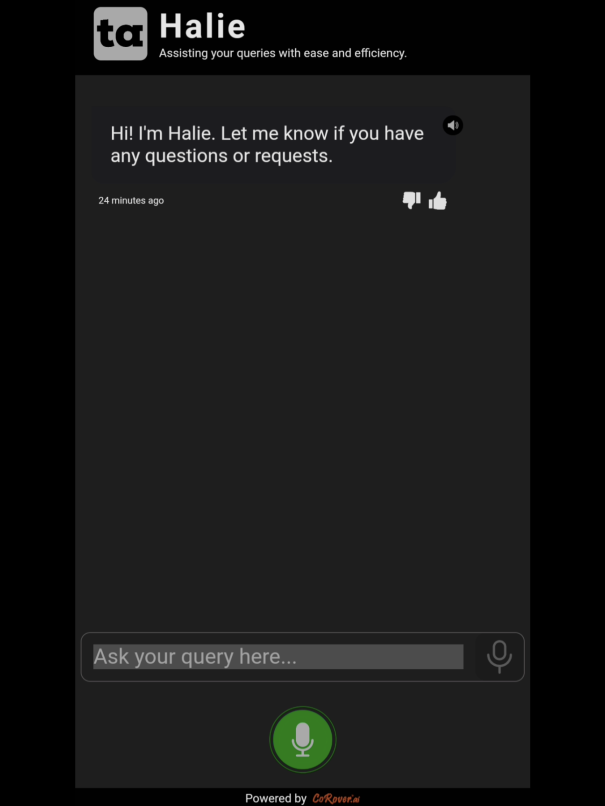 ta
Halie
Assisting your queries with ease and efficiency.
Hi! I'm Halie. Let me know if you have
any questions or requests.
24 minutes ago
Ask your query here...
Powered by CoRover.ai